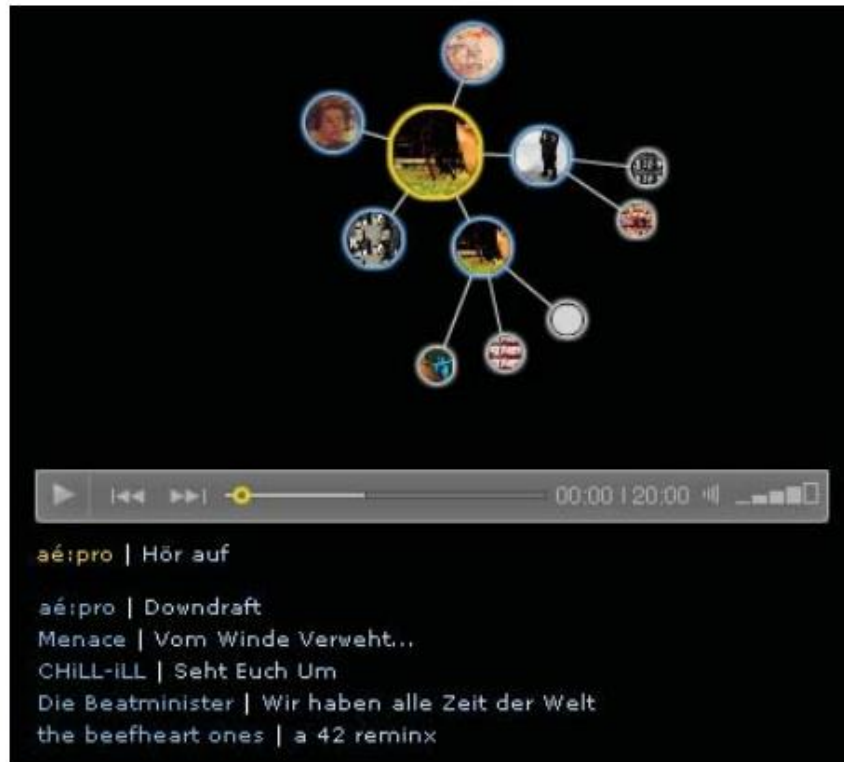 00:00 | 20:00
aé:pro | Hör auf
aé:pro | Downdraft
Menace | Vom Winde Verweht...
CHiLL-iLL | Seht Euch Um
Die Beatminister | Wir haben alle Zeit der Welt
the beefheart ones | a 42 reminx